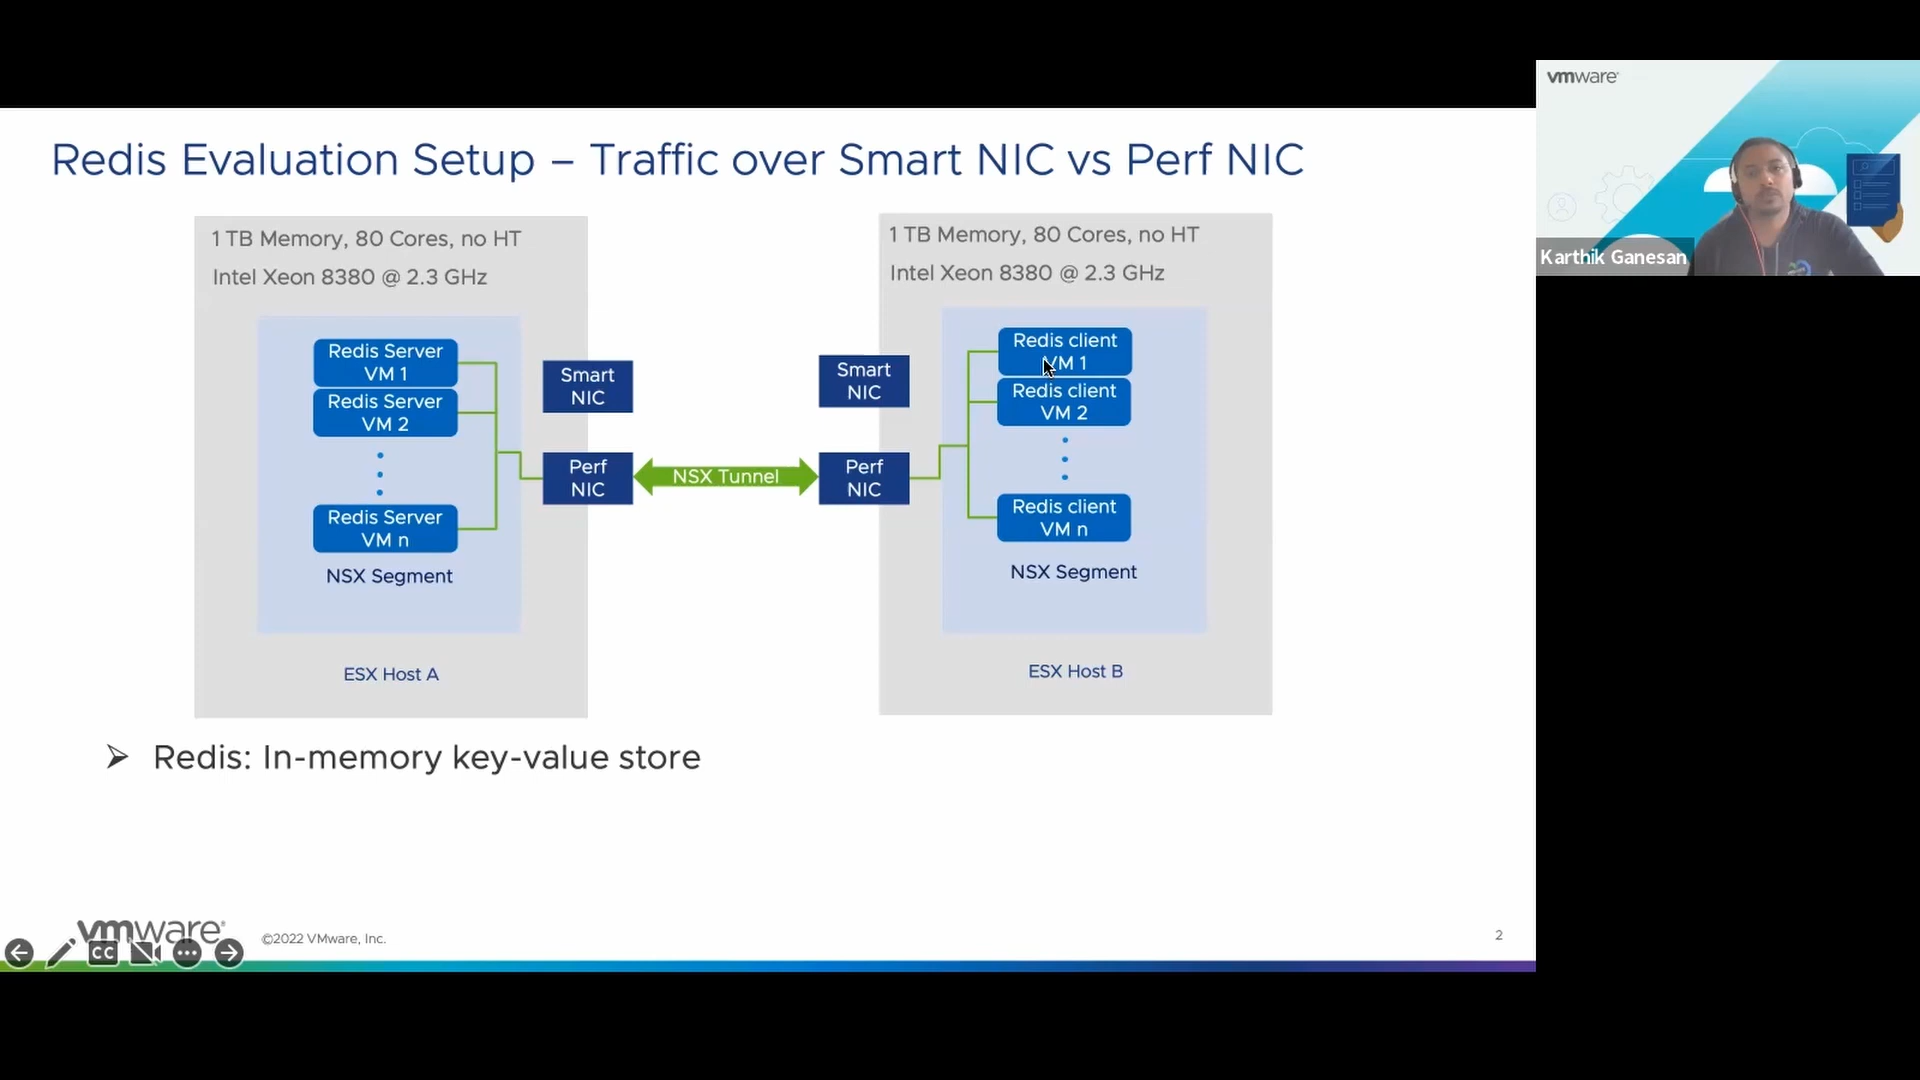 Redis Evaluation Setup – Traffic over Smart NIC vs Perf NIC
1 TB Memory, 80 Cores, no HT
Intel Xeon 8380 @ 2.3 GHz
Redis Server
VM 1
Redis Server
VM 2
Redis Server
VM n
NSX Segment
ESX Host A
Smart
NIC
Perf
NIC
NSX Tunnel
Smart
NIC
Perf
NIC
1 TB Memory, 80 Cores, no HT
Intel Xeon 8380 @ 2.3 GHz
Redis client
VM 1
Redis client
VM 2
Redis client
VM n
NSX Segment
ESX Host B
➢ Redis: In-memory key-value store
vmware®
©2022 VMware, Inc.
2
CC
vmware®
Karthik Ganesan